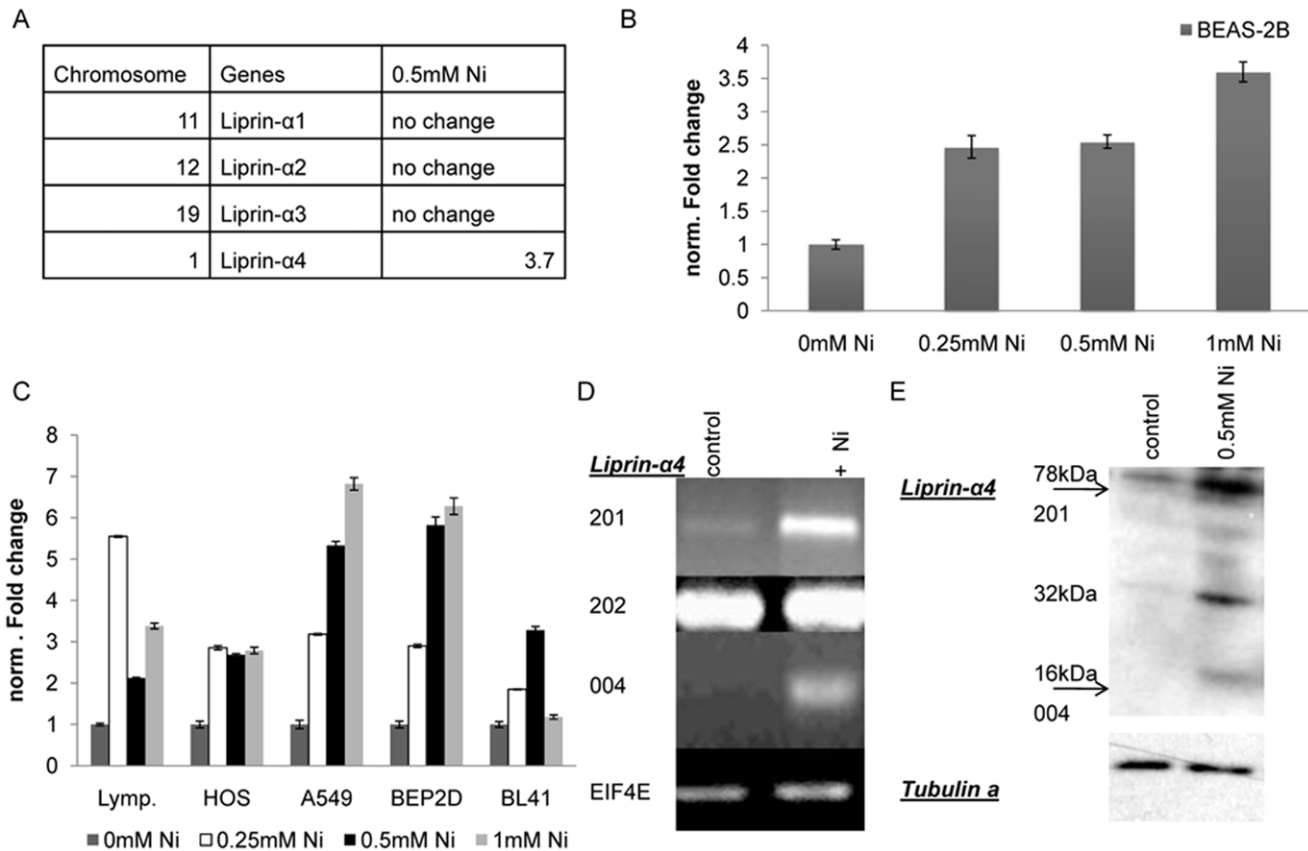 A
Chromosome Genes 0.5mM Ni
11 Liprin-α1 no change
12 Liprin-α2 no change
19 Liprin-α3 no change
1 Liprin-α4 3.7
B
BEAS-2B
norm. Fold change
4
3.5
3
2.5
2
1.5
1
0.5
0
0mM Ni 0.25mM Ni 0.5mM Ni 1mM Ni
C
norm . Fold change
8
7
6
5
4
3
2
1
0
Lymp. HOS A549 BEP2D BL41
0mM Ni 0.25mM Ni 0.5mM Ni 1mM Ni
D
control + Ni
Liprin-α4
201
202
004
EIF4E
E
control 0.5mM Ni
Liprin-α4
78kDa
201
32kDa
16kDa
004
Tubulin a